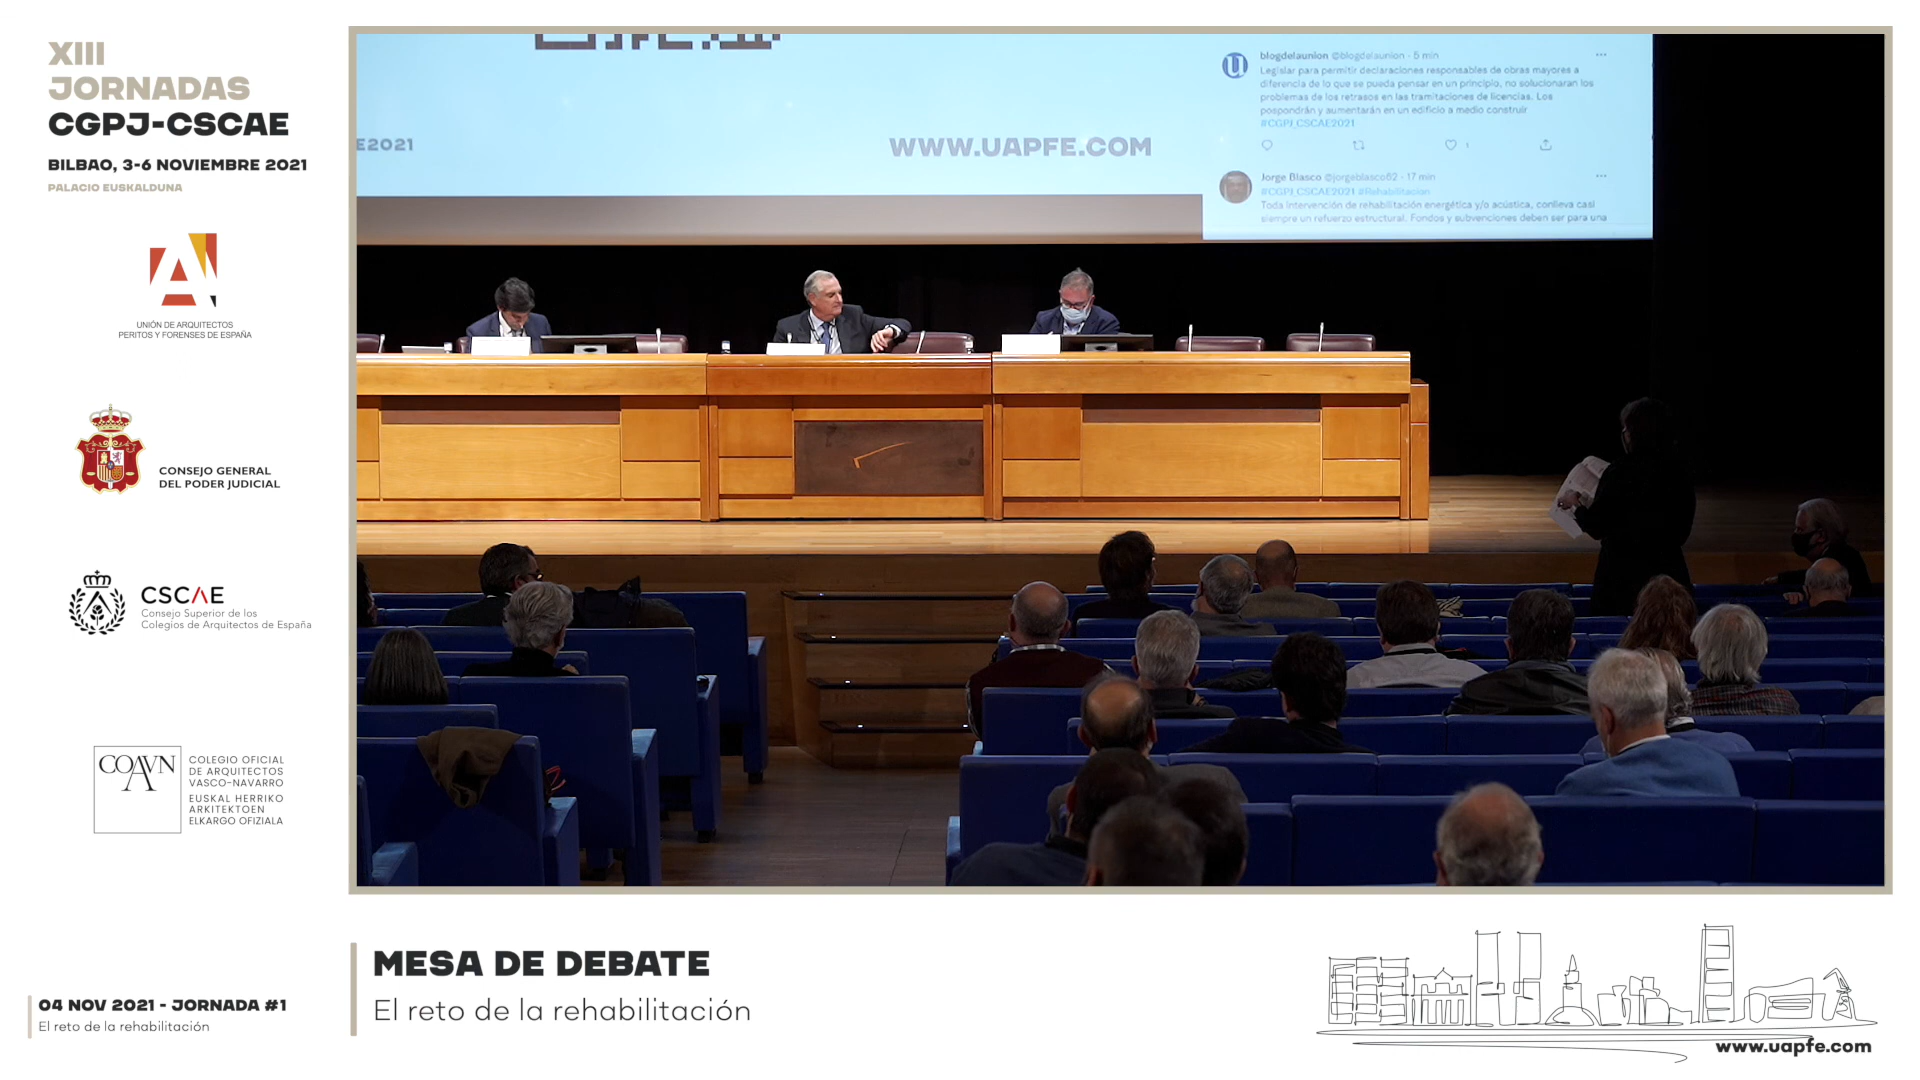 XIII
JORNADAS
CGPJ-CSCAE
BILBAO, 3-6 NOVIEMBRE 2021
PALACIO EUSKALDUNA
UNIÓN DE ARQUITECTOS
PERITOS Y FORENSES DE ESPAÑA
CONSEJO GENERAL
DEL PODER JUDICIAL
CSCAE
Consejo Superior de los
Colegios de Arquitectos de España
COAVN
COLEGIO OFICIAL
DE ARQUITECTOS
VASCO-NAVARRO
EUSKAL HERRIKO
ARKITEKTOEN
ELKARGO OFIZIALA
04 NOV 2021 - JORNADA #1
El reto de la rehabilitación
E2021
WWW.UAPFE.COM
blogdelaunion @blogdelaunion - 5 min
Legislar para permitir declaraciones responsables de obras mayores a
diferencia de lo que se pueda pensar en un principio, no solucionaran los
problemas de los retrasos en las tramitaciones de licencias. Los
pospondrán y aumentarán en un edificio a medio construir
#CGPJ_CSCAE2021
1
Jorge Blasco @jorgeblasco62 - 17 min
#CGPJ_CSCAE2021 #Rehabilitacion
Toda intervención de rehabilitación energética y/o acústica, conlleva casi
siempre un refuerzo estructural. Fondos y subvenciones deben ser para una
MESA DE DEBATE
El reto de la rehabilitación
www.uapfe.com